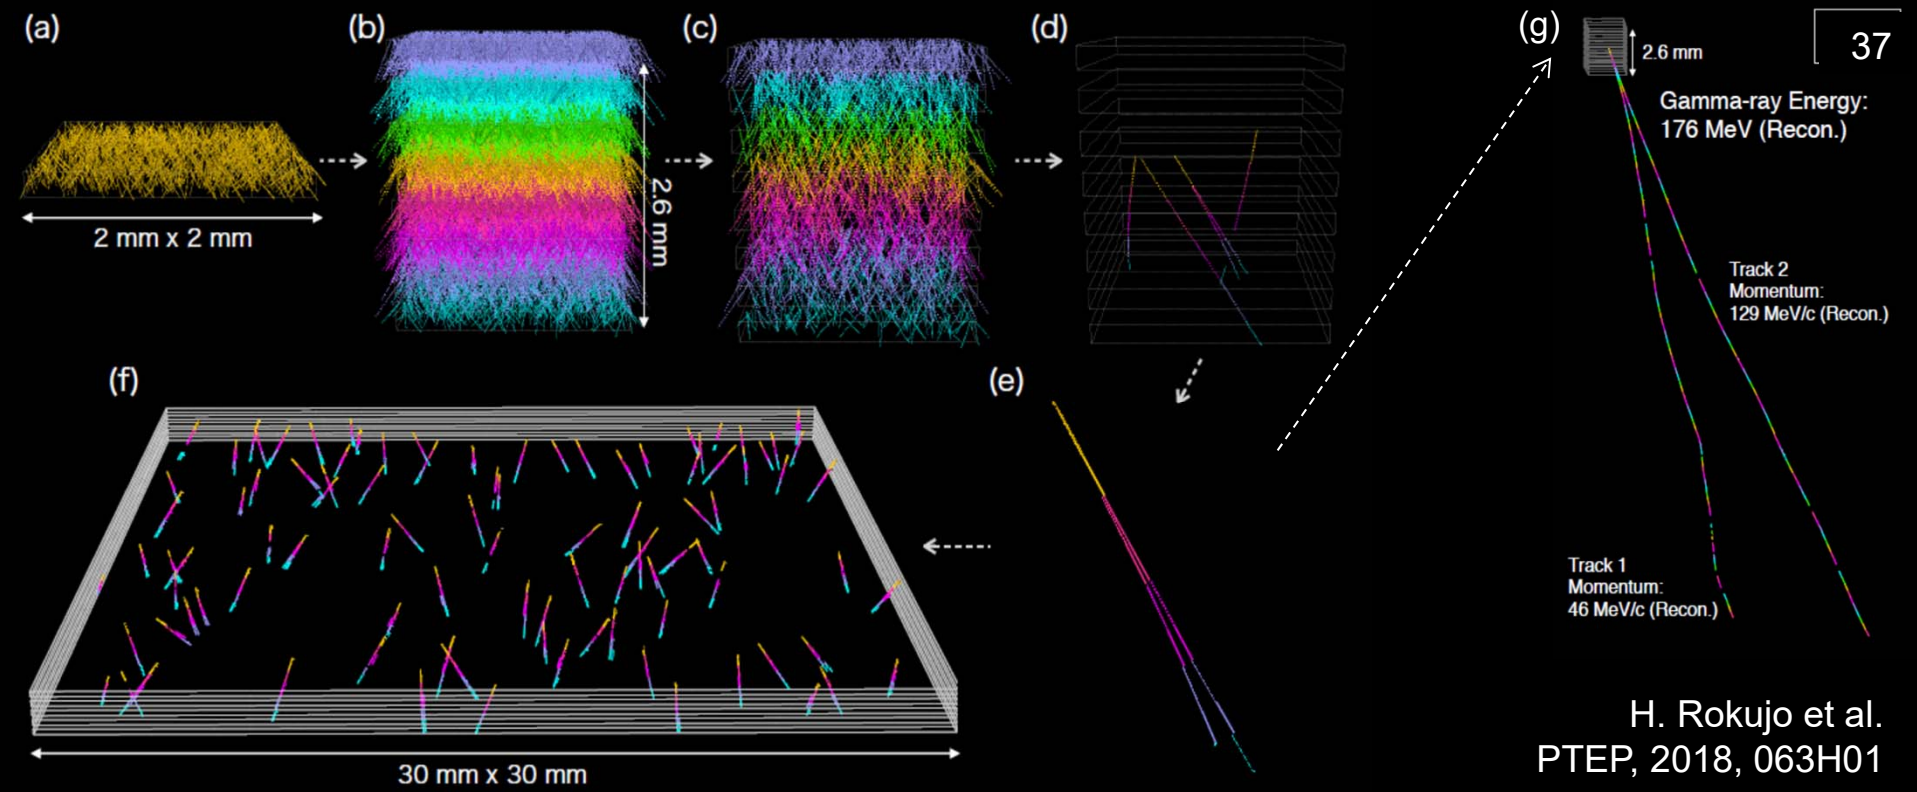 (a)
2 mm x 2 mm
(b)
2.6 mm
(c)
(d)
(e)
(f)
30 mm x 30 mm
(g)
2.6 mm
37
Gamma-ray Energy:
176 MeV (Recon.)
Track 2
Momentum:
129 MeV/c (Recon.)
Track 1
Momentum:
46 MeV/c (Recon.)
H. Rokujo et al.
PTEP, 2018, 063H01